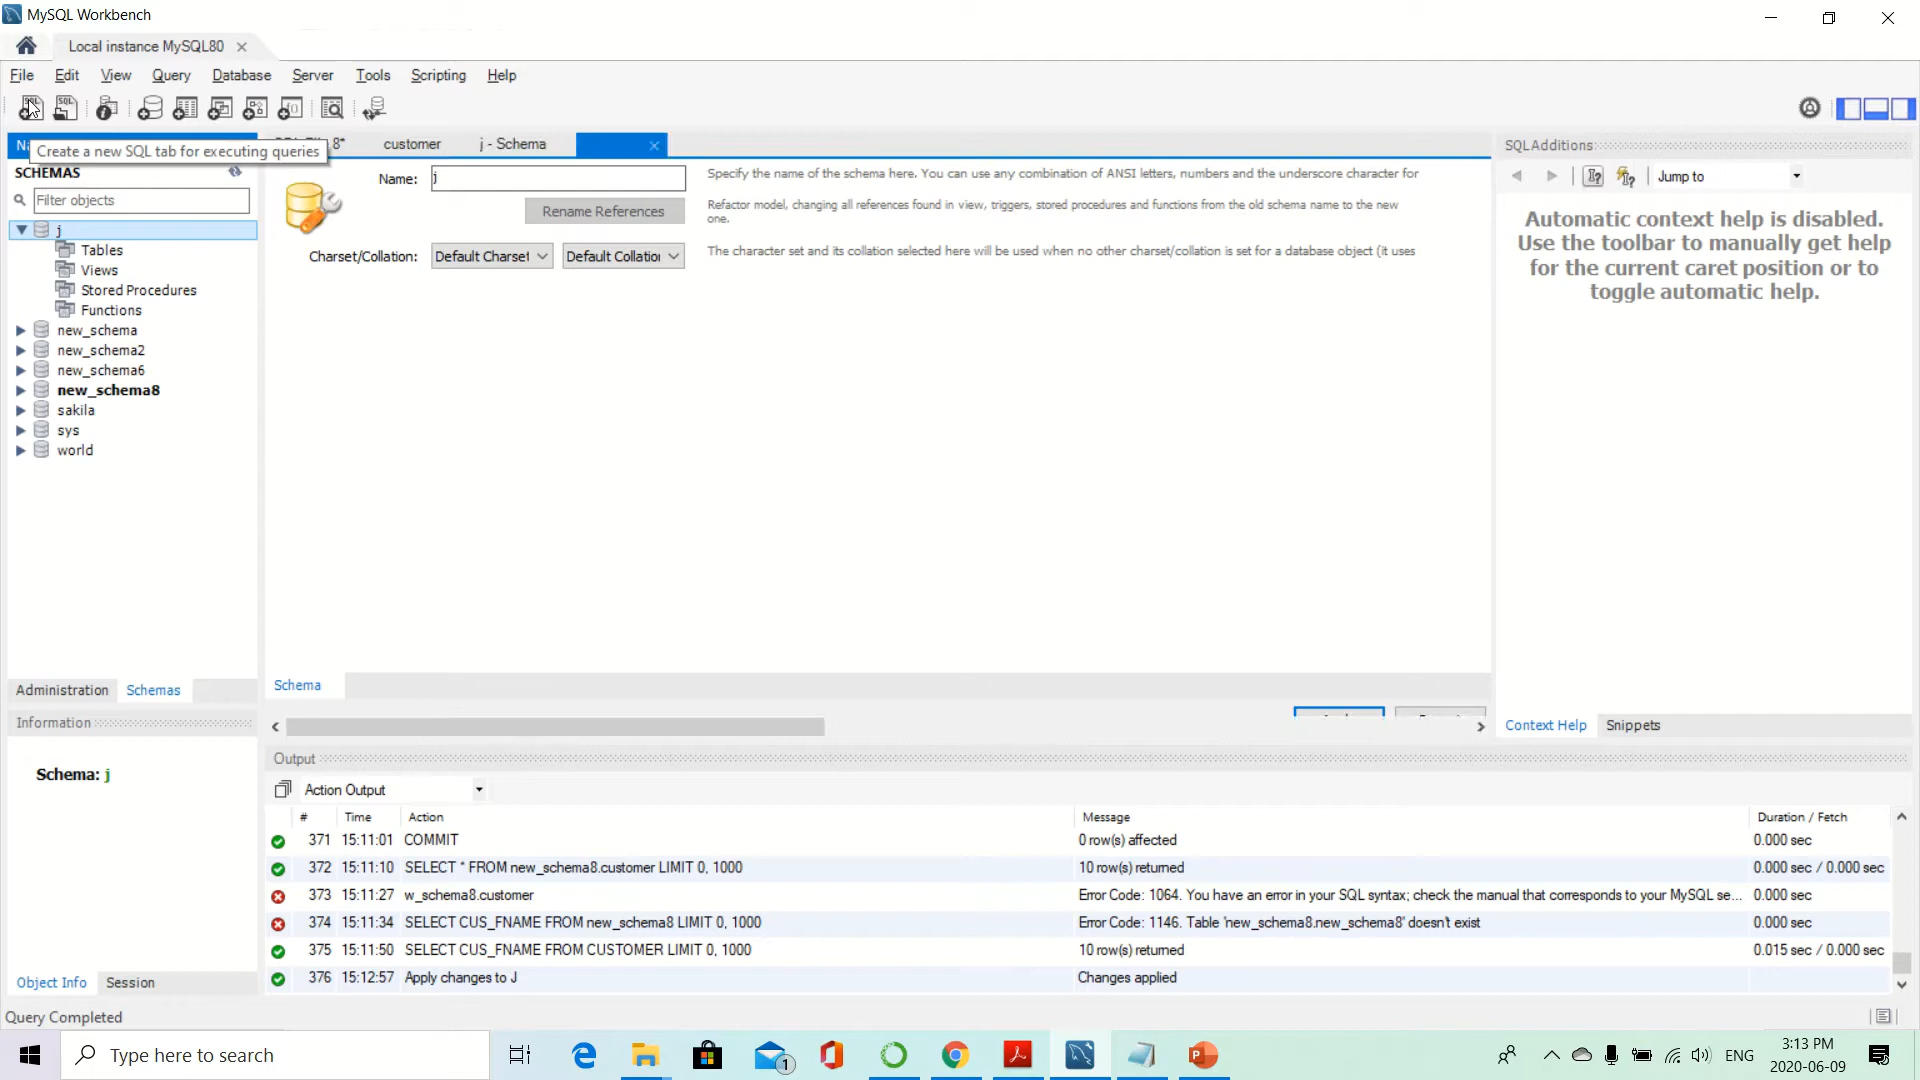 MySQL Workbench
Local instance MySQL80
File Edit View Query Database Server Tools Scripting Help
Create a new SQL tab for executing queries
8* customer j - Schema
SQLAdditions
SCHEMAS
Filter objects
j
Tables
Views
Stored Procedures
Functions
new_schema
new_schema2
new_schema6
new_schema8
sakila
sys
world
Administration Schemas
Information
Schema: j
Object Info Session
Query Completed
Name: j
Specify the name of the schema here. You can use any combination of ANSI letters, numbers and the underscore character for
Rename References
Refactor model, changing all references found in view, triggers, stored procedures and functions from the old schema name to the new
one.
Charset/Collation: Default Charset Default Collation
The character set and its collation selected here will be used when no other charset/collation is set for a database object (it uses
Schema
Jump to
Automatic context help is disabled.
Use the toolbar to manually get help
for the current caret position or to
toggle automatic help.
Context Help Snippets
Output
Action Output
# Time Action Message Duration / Fetch
371 15:11:01 COMMIT 0 row(s) affected 0.000 sec
372 15:11:10 SELECT * FROM new_schema8.customer LIMIT 0, 1000 10 row(s) returned 0.000 sec / 0.000 sec
373 15:11:27 w_schema8.customer Error Code: 1064. You have an error in your SQL syntax; check the manual that corresponds to your MySQL se... 0.000 sec
374 15:11:34 SELECT CUS_FNAME FROM new_schema8 LIMIT 0, 1000 Error Code: 1146. Table 'new_schema8.new_schema8' doesn't exist 0.000 sec
375 15:11:50 SELECT CUS_FNAME FROM CUSTOMER LIMIT 0, 1000 10 row(s) returned 0.015 sec / 0.000 sec
376 15:12:57 Apply changes to J Changes applied
Type here to search
1
ENG
3:13 PM
2020-06-09